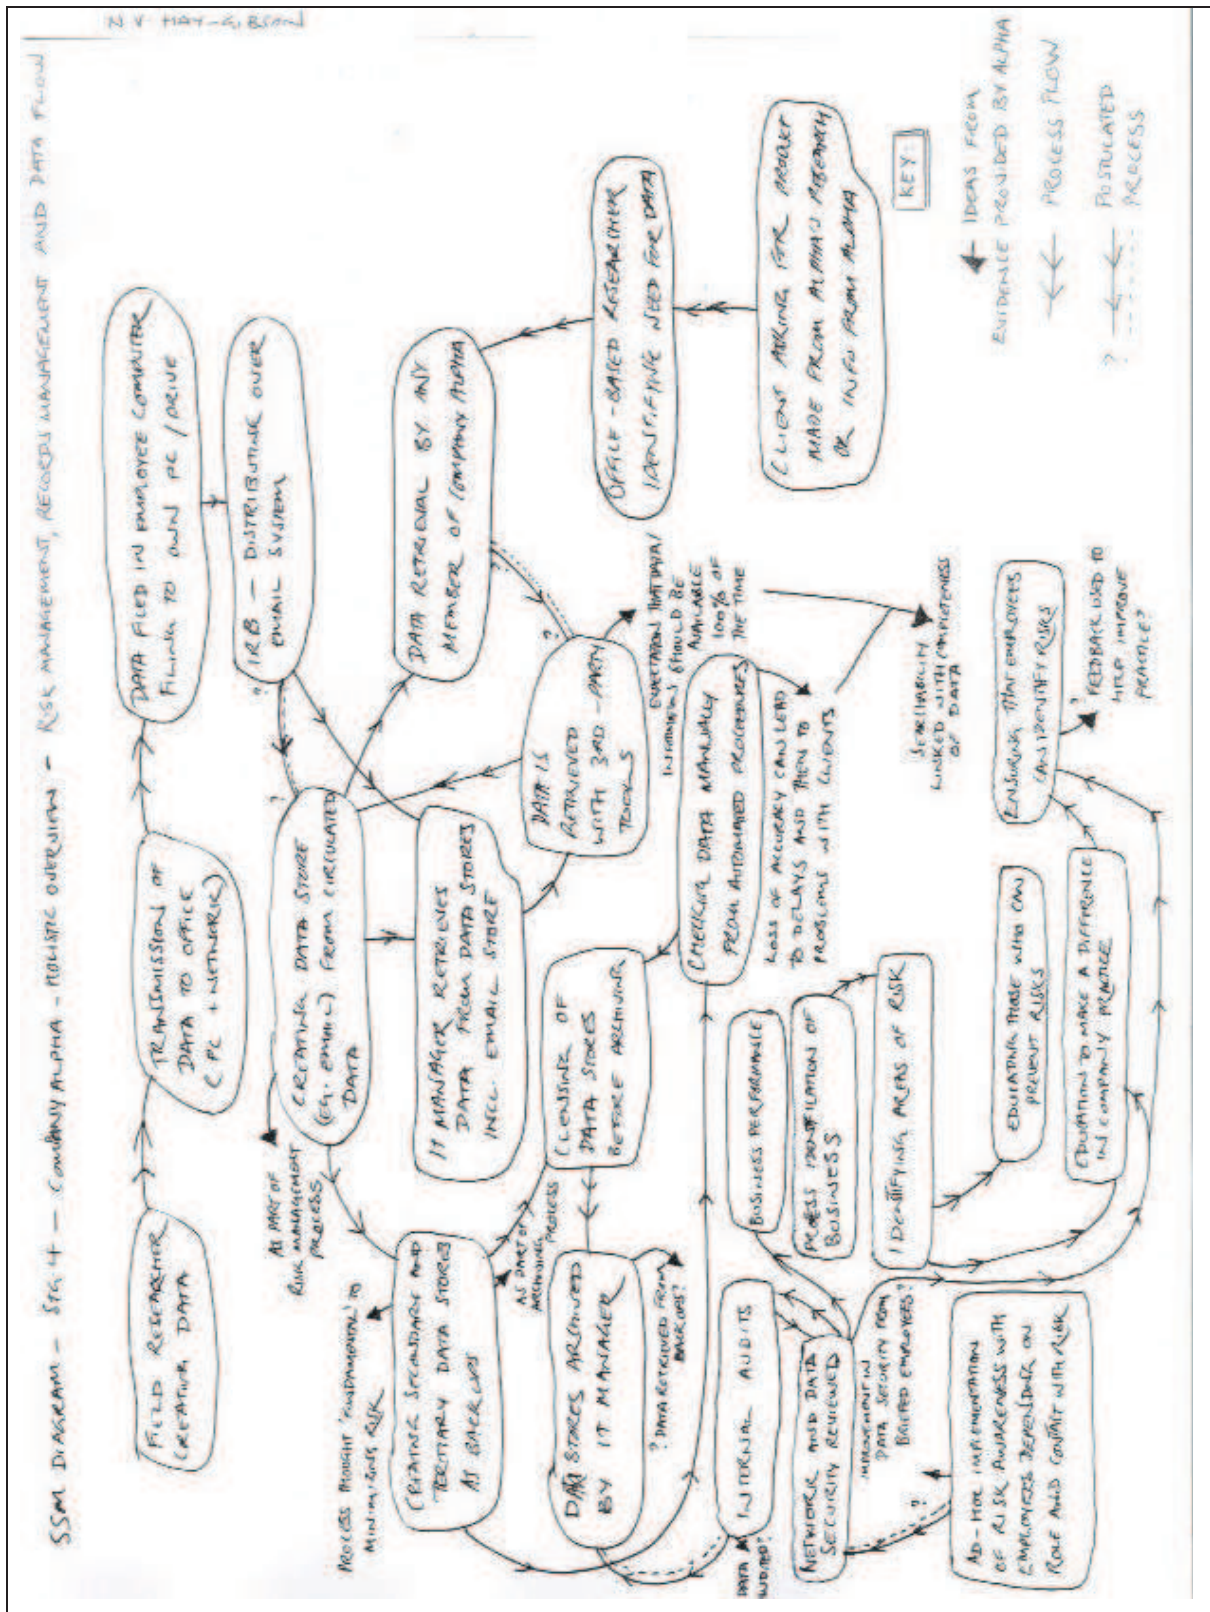 N V HAY-GIBSON
SSM DIAGRAM - STG 4 - COMPANY ALPHA - HOLISTIC OVERVIEW - RISK MANAGEMENT, RECORDS MANAGEMENT AND DATA FLOW
FIELD RESEARCHER
CREATING DATA
TRANSMISSION OF
DATA TO OFFICE
(PC + NETWORK)
DATA FILED IN EMPLOYEE COMPUTER
FILING TO OWN PC / DRIVE
IRB - DISTRIBUTING OVER
EMAIL SYSTEM
?
?
CREATING DATA STORE
(EG. EMAIL) FROM CIRCULATED
DATA
AS PART OF
RISK MANAGEMENT
PROCESS
DATA RETRIEVAL BY ANY
MEMBER OF COMPANY ALPHA
?
?
IT MANAGER RETRIEVES
DATA FROM DATA STORES
INCL. EMAIL STORE
DATA IS
RETRIEVED
WITH 3RD-PARTY
TOOLS
OFFICE-BASED RESEARCHER
IDENTIFYING NEED FOR DATA
CLIENT ASKING FOR PRODUCT
MADE FROM ALPHA'S RESEARCH
OR INFO FROM ALPHA
PROCESS THOUGHT 'FUNDAMENTAL' TO
MINIMISING RISK
CREATING SECONDARY AND
TERTIARY DATA STORES
AS BACKUPS
AS PART OF
ARCHIVING PROCESS
CLEANSING OF
DATA STORES
BEFORE ARCHIVING
DATA STORES ARCHIVED
BY IT MANAGER
? DATA RETRIEVED FROM
BACKUPS?
CHECKING DATA MANUALLY
FROM AUTOMATED PROCEDURES
EXPECTATIONS THAT DATA/
INFORMATION SHOULD BE
AVAILABLE
100% OF
THE TIME
LOSS OF ACCURACY CAN LEAD
TO DELAYS AND THEN TO
PROBLEMS WITH CLIENTS
SEARCHABILITY
LINKED WITH COMPLETENESS
OF DATA
DATA
AUDITED?
INTERNAL AUDITS
NETWORK AND DATA
SECURITY REVIEWED
BUSINESS PERFORMANCE
PROCESS IDENTIFICATION OF
BUSINESS
IDENTIFYING AREAS OF RISK
IMPROVEMENT IN
DATA SECURITY FROM
BRIEFED EMPLOYEES?
?
AD-HOC IMPLEMENTATION
OF RISK AWARENESS WITH
EMPLOYEES DEPENDING ON
ROLE AND CONTACT WITH RISK
EDUCATING THOSE WHO CAN
PREVENT RISKS
EDUCATION TO MAKE A DIFFERENCE
IN COMPANY PRACTICE
ENSURING THAT EMPLOYEES
CAN IDENTIFY RISKS
?
FEEDBACK USED TO
HELP IMPROVE
PRACTICE?
KEY:
IDEAS FROM
EVIDENCE PROVIDED BY ALPHA
PROCESS FLOW
?
POSTULATED
PROCESS